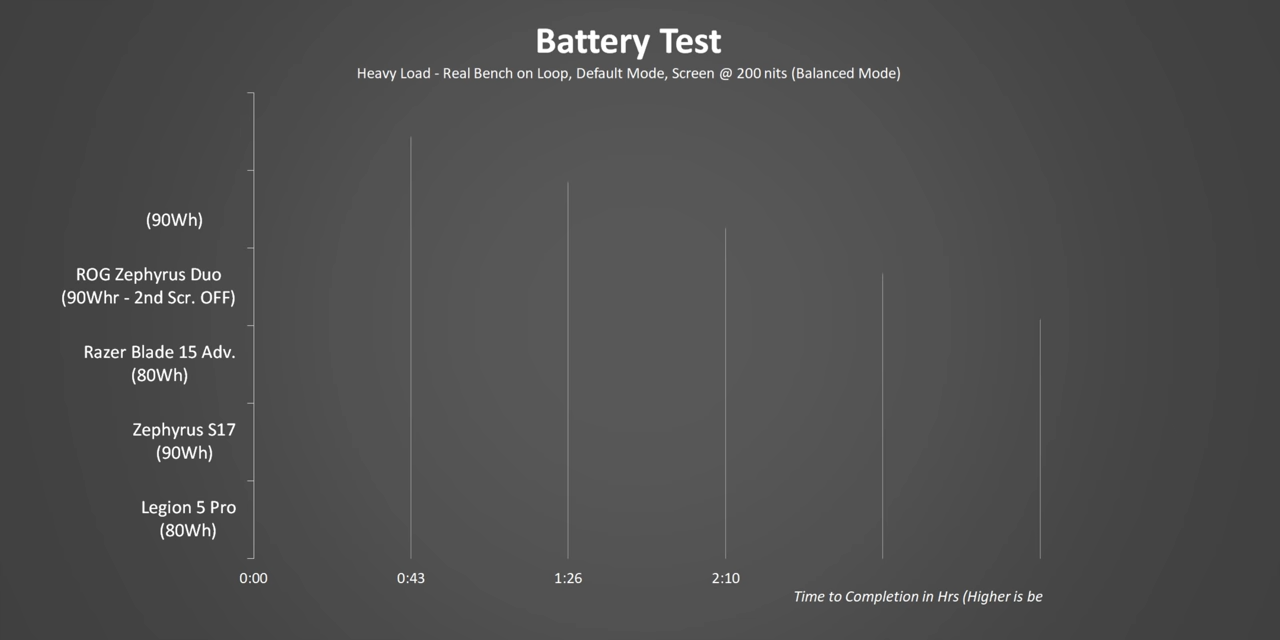 Battery Test
Heavy Load - Real Bench on Loop, Default Mode, Screen @ 200 nits (Balanced Mode)
(90Wh)
ROG Zephyrus Duo
(90Whr - 2nd Scr. OFF)
Razer Blade 15 Adv.
(80Wh)
Zephyrus S17
(90Wh)
Legion 5 Pro
(80Wh)
0:00 0:43 1:26 2:10
Time to Completion in Hrs (Higher is be